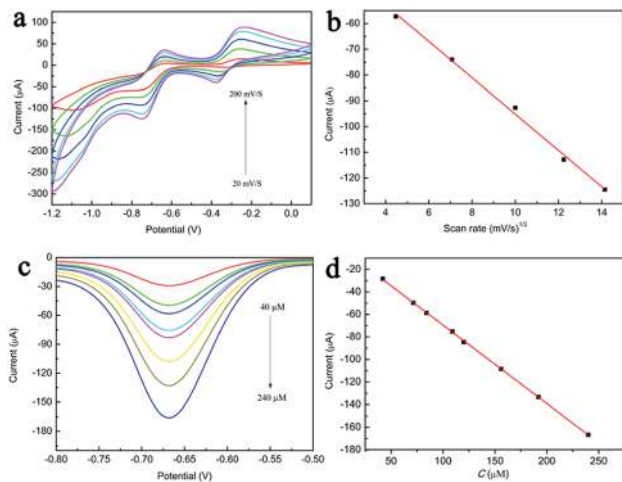 a
100
50
0
-50
-100
-150
-200
-250
-300
Current (μA)
200 mV/S
20 mV/S
-1.2 -1.0 -0.8 -0.6 -0.4 -0.2 0.0
Potential (V)
b
-60
-70
-80
-90
-100
-110
-120
-130
Current (μA)
4 6 8 10 12 14
Scan rate (mV/s)1/2
c
0
-30
-60
-90
-120
-150
-180
Current (μA)
40 μM
240 μM
-0.80 -0.75 -0.70 -0.65 -0.60 -0.55 -0.50
Potential (V)
d
-20
-40
-60
-80
-100
-120
-140
-160
-180
Current (μA)
50 100 150 200 250
C (μM)